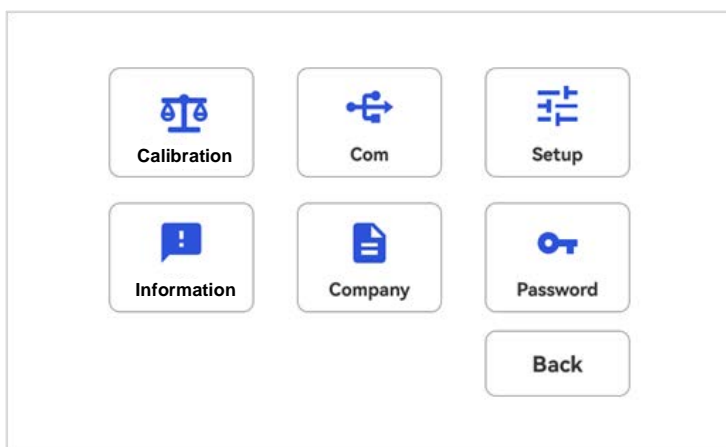 Calibration
Com
Setup
Information
Company
Password
Back